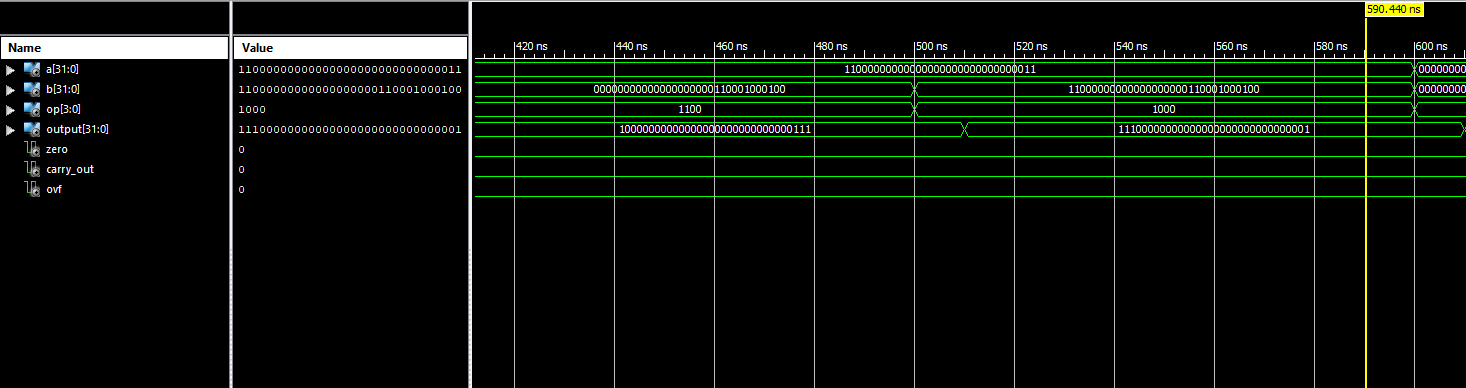 590.440 ns
Name Value 420 ns 440 ns 460 ns 480 ns 500 ns 520 ns 540 ns 560 ns 580 ns 600 ns
a[31:0] 11000000000000000000000000000011 11000000000000000000000000000011 00000000
b[31:0] 11000000000000000000110001000100 00000000000000000000110001000100 11000000000000000000110001000100 00000000
op[3:0] 1000 1100 1000
output[31:0] 11100000000000000000000000000001 10000000000000000000000000000111 11100000000000000000000000000001
zero 0
carry_out 0
ovf 0